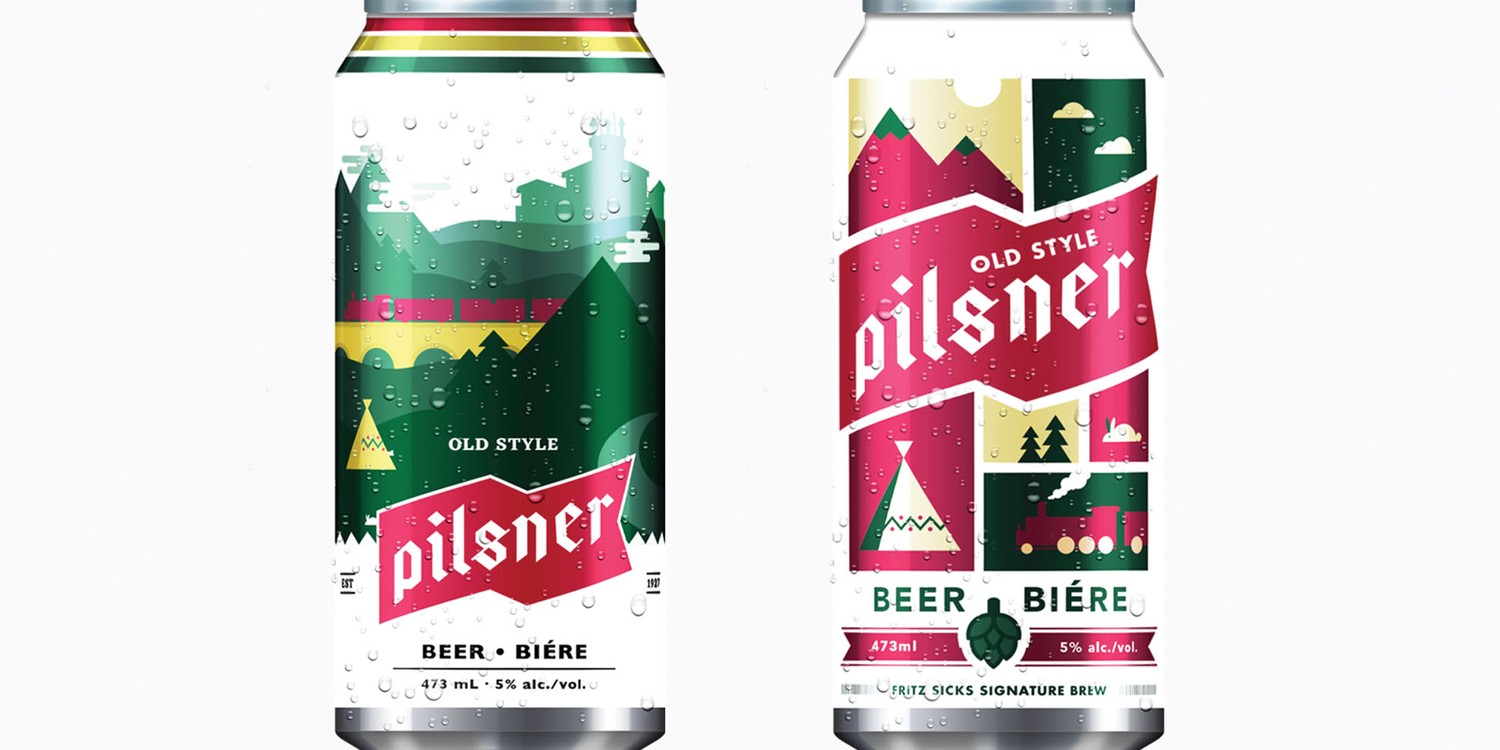 OLD STYLE
pilsner
EST
1927
BEER • BIÉRE
473 mL · 5% alc./vol.
OLD STYLE
pilsner
BEER BIÉRE
473ml
5% alc./vol.
FRITZ SICKS SIGNATURE BREW